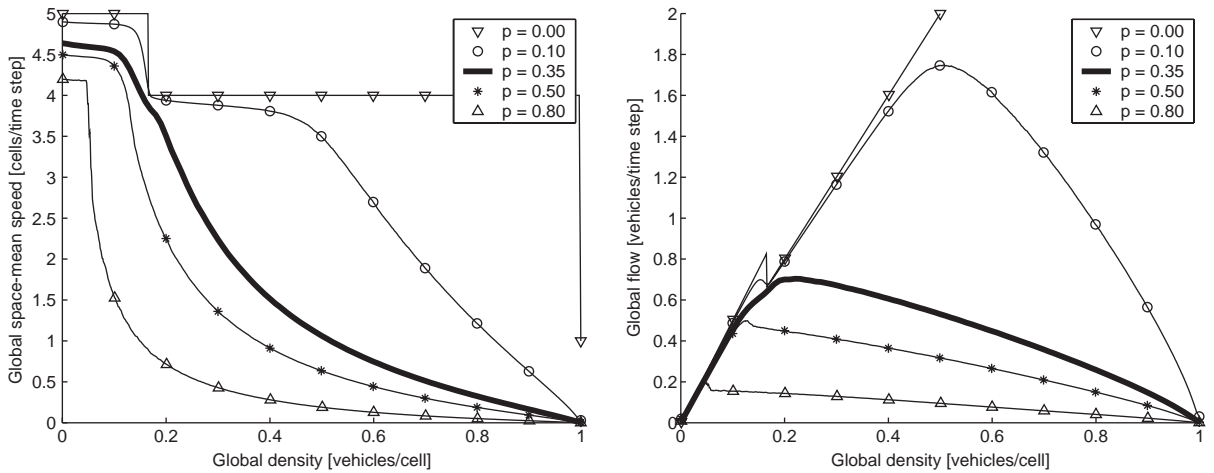 5
4.5
4
3.5
3
2.5
2
1.5
1
0.5
0
Global space-mean speed [cells/time step]
0
0.2
0.4
0.6
0.8
1
Global density [vehicles/cell]
p = 0.00
p = 0.10
p = 0.35
p = 0.50
p = 0.80
2
1.8
1.6
1.4
1.2
1
0.8
0.6
0.4
0.2
0
Global flow [vehicles/time step]
0
0.2
0.4
0.6
0.8
1
Global density [vehicles/cell]
p = 0.00
p = 0.10
p = 0.35
p = 0.50
p = 0.80